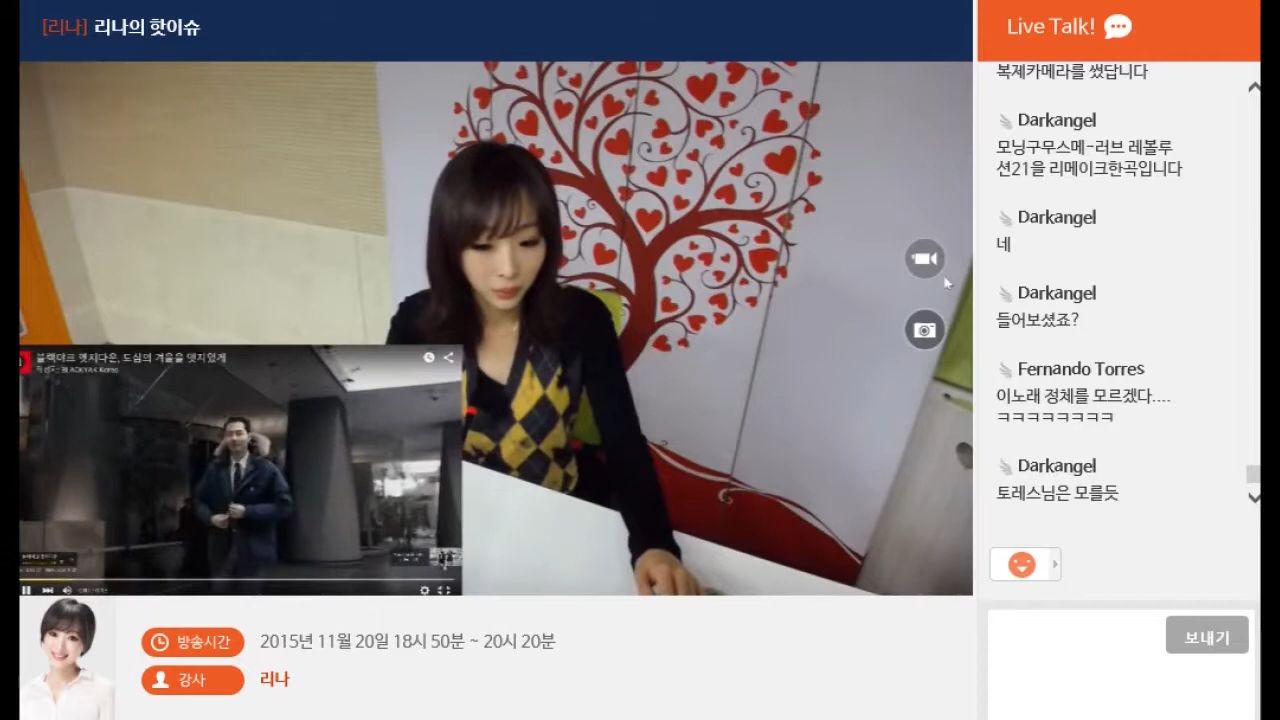 [리나] 리나의 핫이슈
Live Talk!
복제카메라를 썼답니다
Darkangel
모닝구무스메-러브 레볼루
션21을 리메이크한곡입니다
Darkangel
네
Darkangel
들어보셨죠?
Fernando Torres
이노래 정체를 모르겠다....
ㅋㅋㅋㅋㅋㅋㅋㅋ
Darkangel
토레스님은 모를듯
보내기
블랙야크 엣지다운, 도심의 겨울을 엣지있게
BLACKYAK Korea
방송시간 2015년 11월 20일 18시 50분 ~ 20시 20분
강사 리나